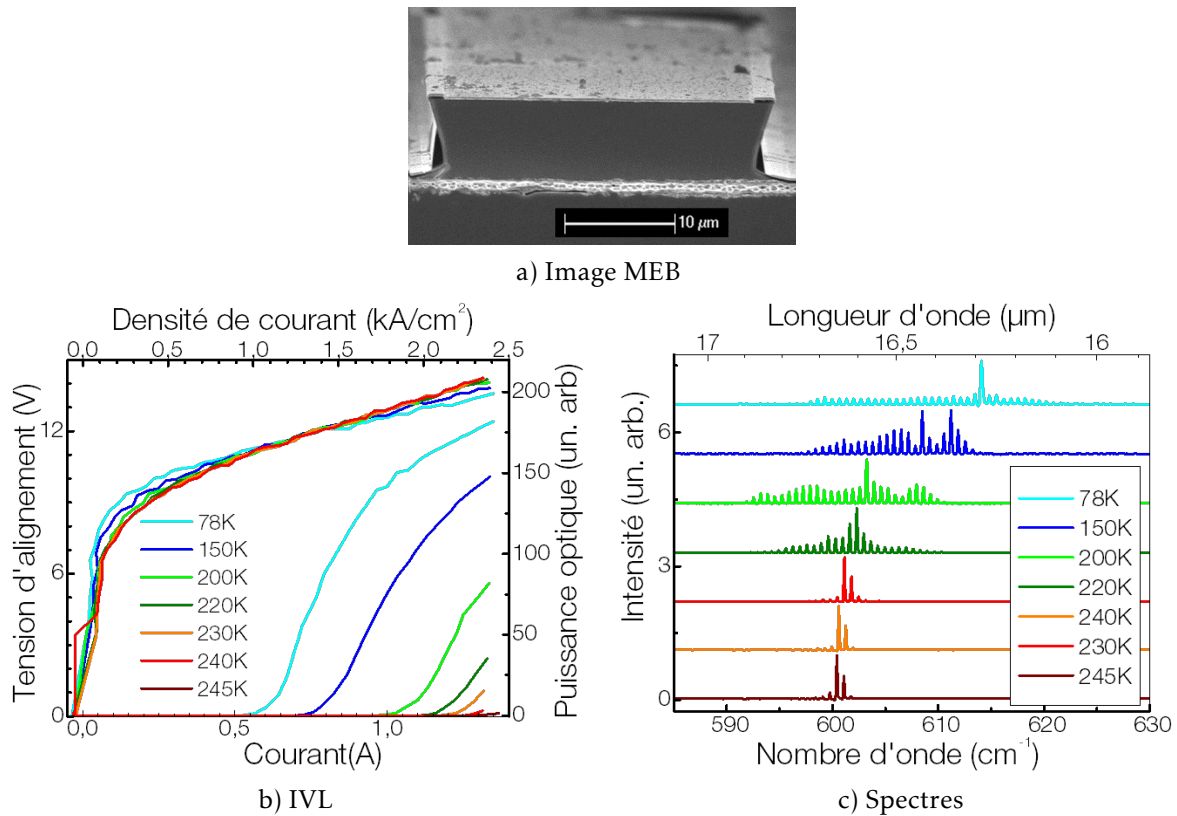 10 µm
a) Image MEB
Densité de courant (kA/cm²)
0,0 0,5 1,0 1,5 2,0 2,5
Tension d'alignement (V)
12
6
0
78K
150K
200K
220K
230K
240K
245K
200
150
100
50
0
Puissance optique (un. arb)
0,0 0,5 1,0
Courant(A)
b) IVL
Longueur d'onde (µm)
17 16,5 16
Intensité (un. arb.)
6
3
0
78K
150K
200K
220K
240K
230K
245K
590 600 610 620 630
Nombre d'onde (cm⁻¹)
c) Spectres